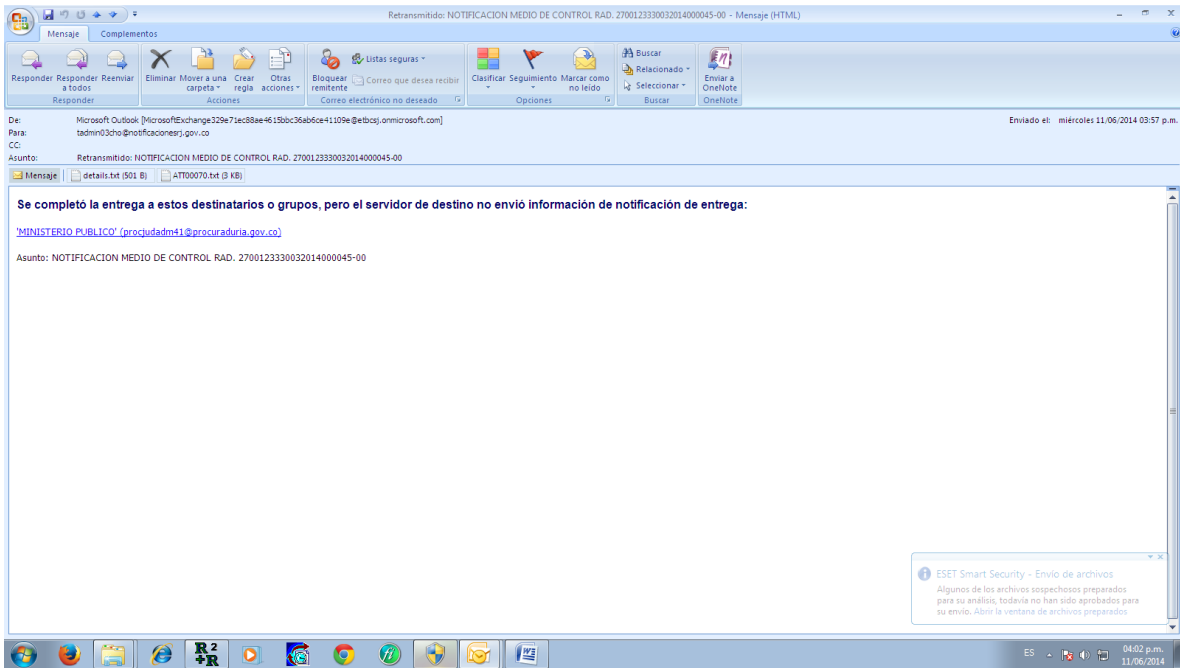 Retransmitido: NOTIFICACION MEDIO DE CONTROL RAD. 2700123330032014000045-00 - Mensaje (HTML)
Mensaje Complementos
Responder Responder a todos Reenviar
Responder
Eliminar Mover a una carpeta Crear regla Otras acciones
Acciones
Bloquear remitente Listas seguras Correo que desea recibir
Correo electrónico no deseado
Clasificar Seguimiento Marcar como no leído
Opciones
Buscar
Relacionado
Seleccionar
Buscar
Enviar a OneNote
OneNote
De: Microsoft Outlook [MicrosoftExchange329e71ec88ae4615bbc36ab6ce41109e@etbcsj.onmicrosoft.com] Enviado el: miércoles 11/06/2014 03:57 p.m.
Para: tadmin03cho@notificacionesrj.gov.co
CC:
Asunto: Retransmitido: NOTIFICACION MEDIO DE CONTROL RAD. 2700123330032014000045-00
Mensaje details.txt (501 B) ATT00070.txt (3 KB)
Se completó la entrega a estos destinatarios o grupos, pero el servidor de destino no envió información de notificación de entrega:
'MINISTERIO PUBLICO' (procjudadm41@procuraduria.gov.co)
Asunto: NOTIFICACION MEDIO DE CONTROL RAD. 2700123330032014000045-00
ESET Smart Security - Envío de archivos
Algunos de los archivos sospechosos preparados
para su análisis, todavía no han sido aprobados para
su envío. Abrir la ventana de archivos preparados
R2+R
ES 04:02 p.m.
11/06/2014